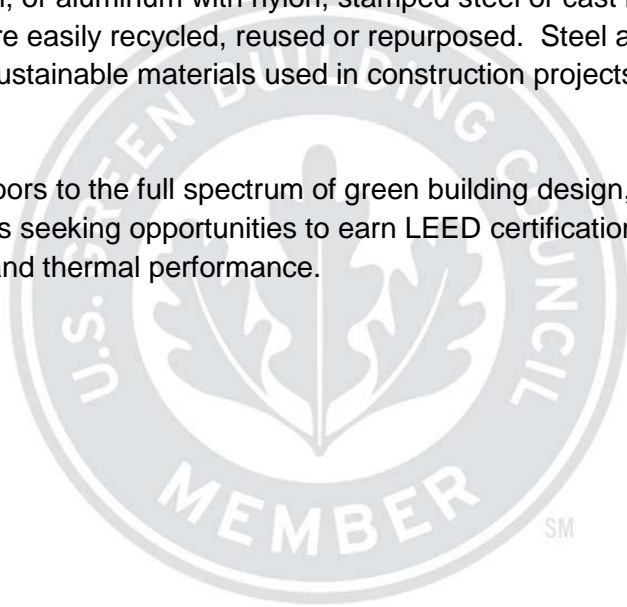 , or aluminum with nylon, stamped steel or cast
re easily recycled, reused or repurposed.  Steel a
ustainable materials used in construction projects
oors to the full spectrum of green building design,
s seeking opportunities to earn LEED certification
and thermal performance.
U.S. GREEN BUILDING COUNCIL
MEMBER
SM